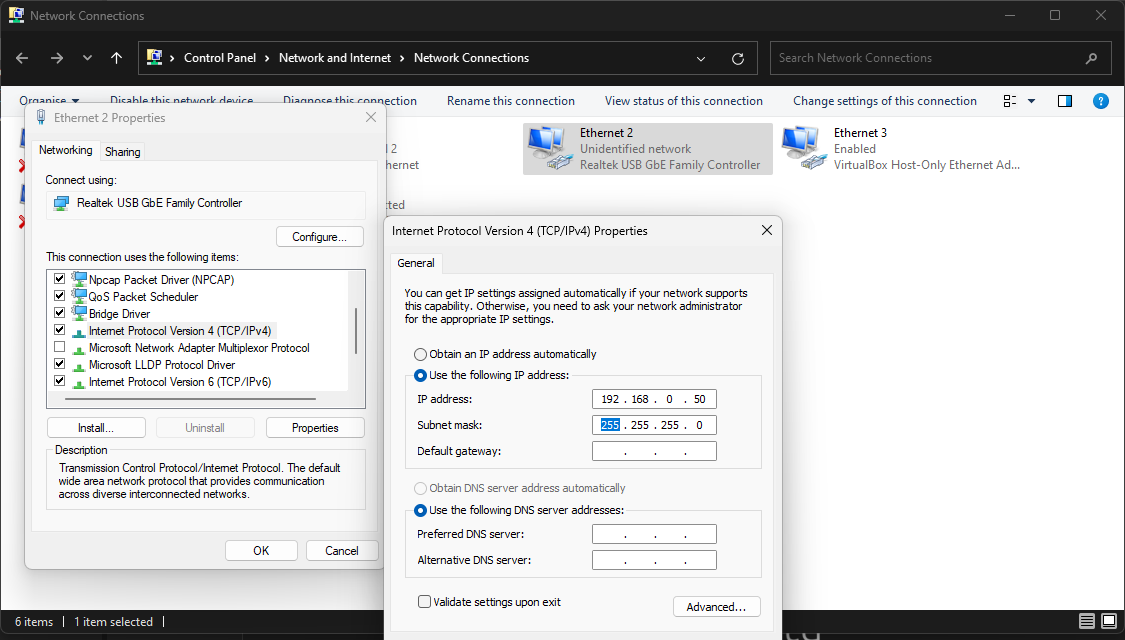 Network Connections
Control Panel > Network and Internet > Network Connections
Search Network Connections
Organise Disable this network device Diagnose this connection Rename this connection View status of this connection Change settings of this connection
Ethernet 2 Properties
Networking Sharing
Connect using:
Realtek USB GbE Family Controller
Configure...
This connection uses the following items:
Npcap Packet Driver (NPCAP)
QoS Packet Scheduler
Bridge Driver
Internet Protocol Version 4 (TCP/IPv4)
Microsoft Network Adapter Multiplexor Protocol
Microsoft LLDP Protocol Driver
Internet Protocol Version 6 (TCP/IPv6)
Install... Uninstall Properties
Description
Transmission Control Protocol/Internet Protocol. The default
wide area network protocol that provides communication
across diverse interconnected networks.
OK Cancel
2
Ethernet 2
Unidentified network
Realtek USB GbE Family Controller
Ethernet 3
Enabled
VirtualBox Host-Only Ethernet Ad...
Internet Protocol Version 4 (TCP/IPv4) Properties
General
You can get IP settings assigned automatically if your network supports
this capability. Otherwise, you need to ask your network administrator
for the appropriate IP settings.
Obtain an IP address automatically
Use the following IP address:
IP address: 192 . 168 . 0 . 50
Subnet mask: 255 . 255 . 255 . 0
Default gateway: . . .
Obtain DNS server address automatically
Use the following DNS server addresses:
Preferred DNS server: . . .
Alternative DNS server: . . .
Validate settings upon exit
Advanced...
6 items | 1 item selected |